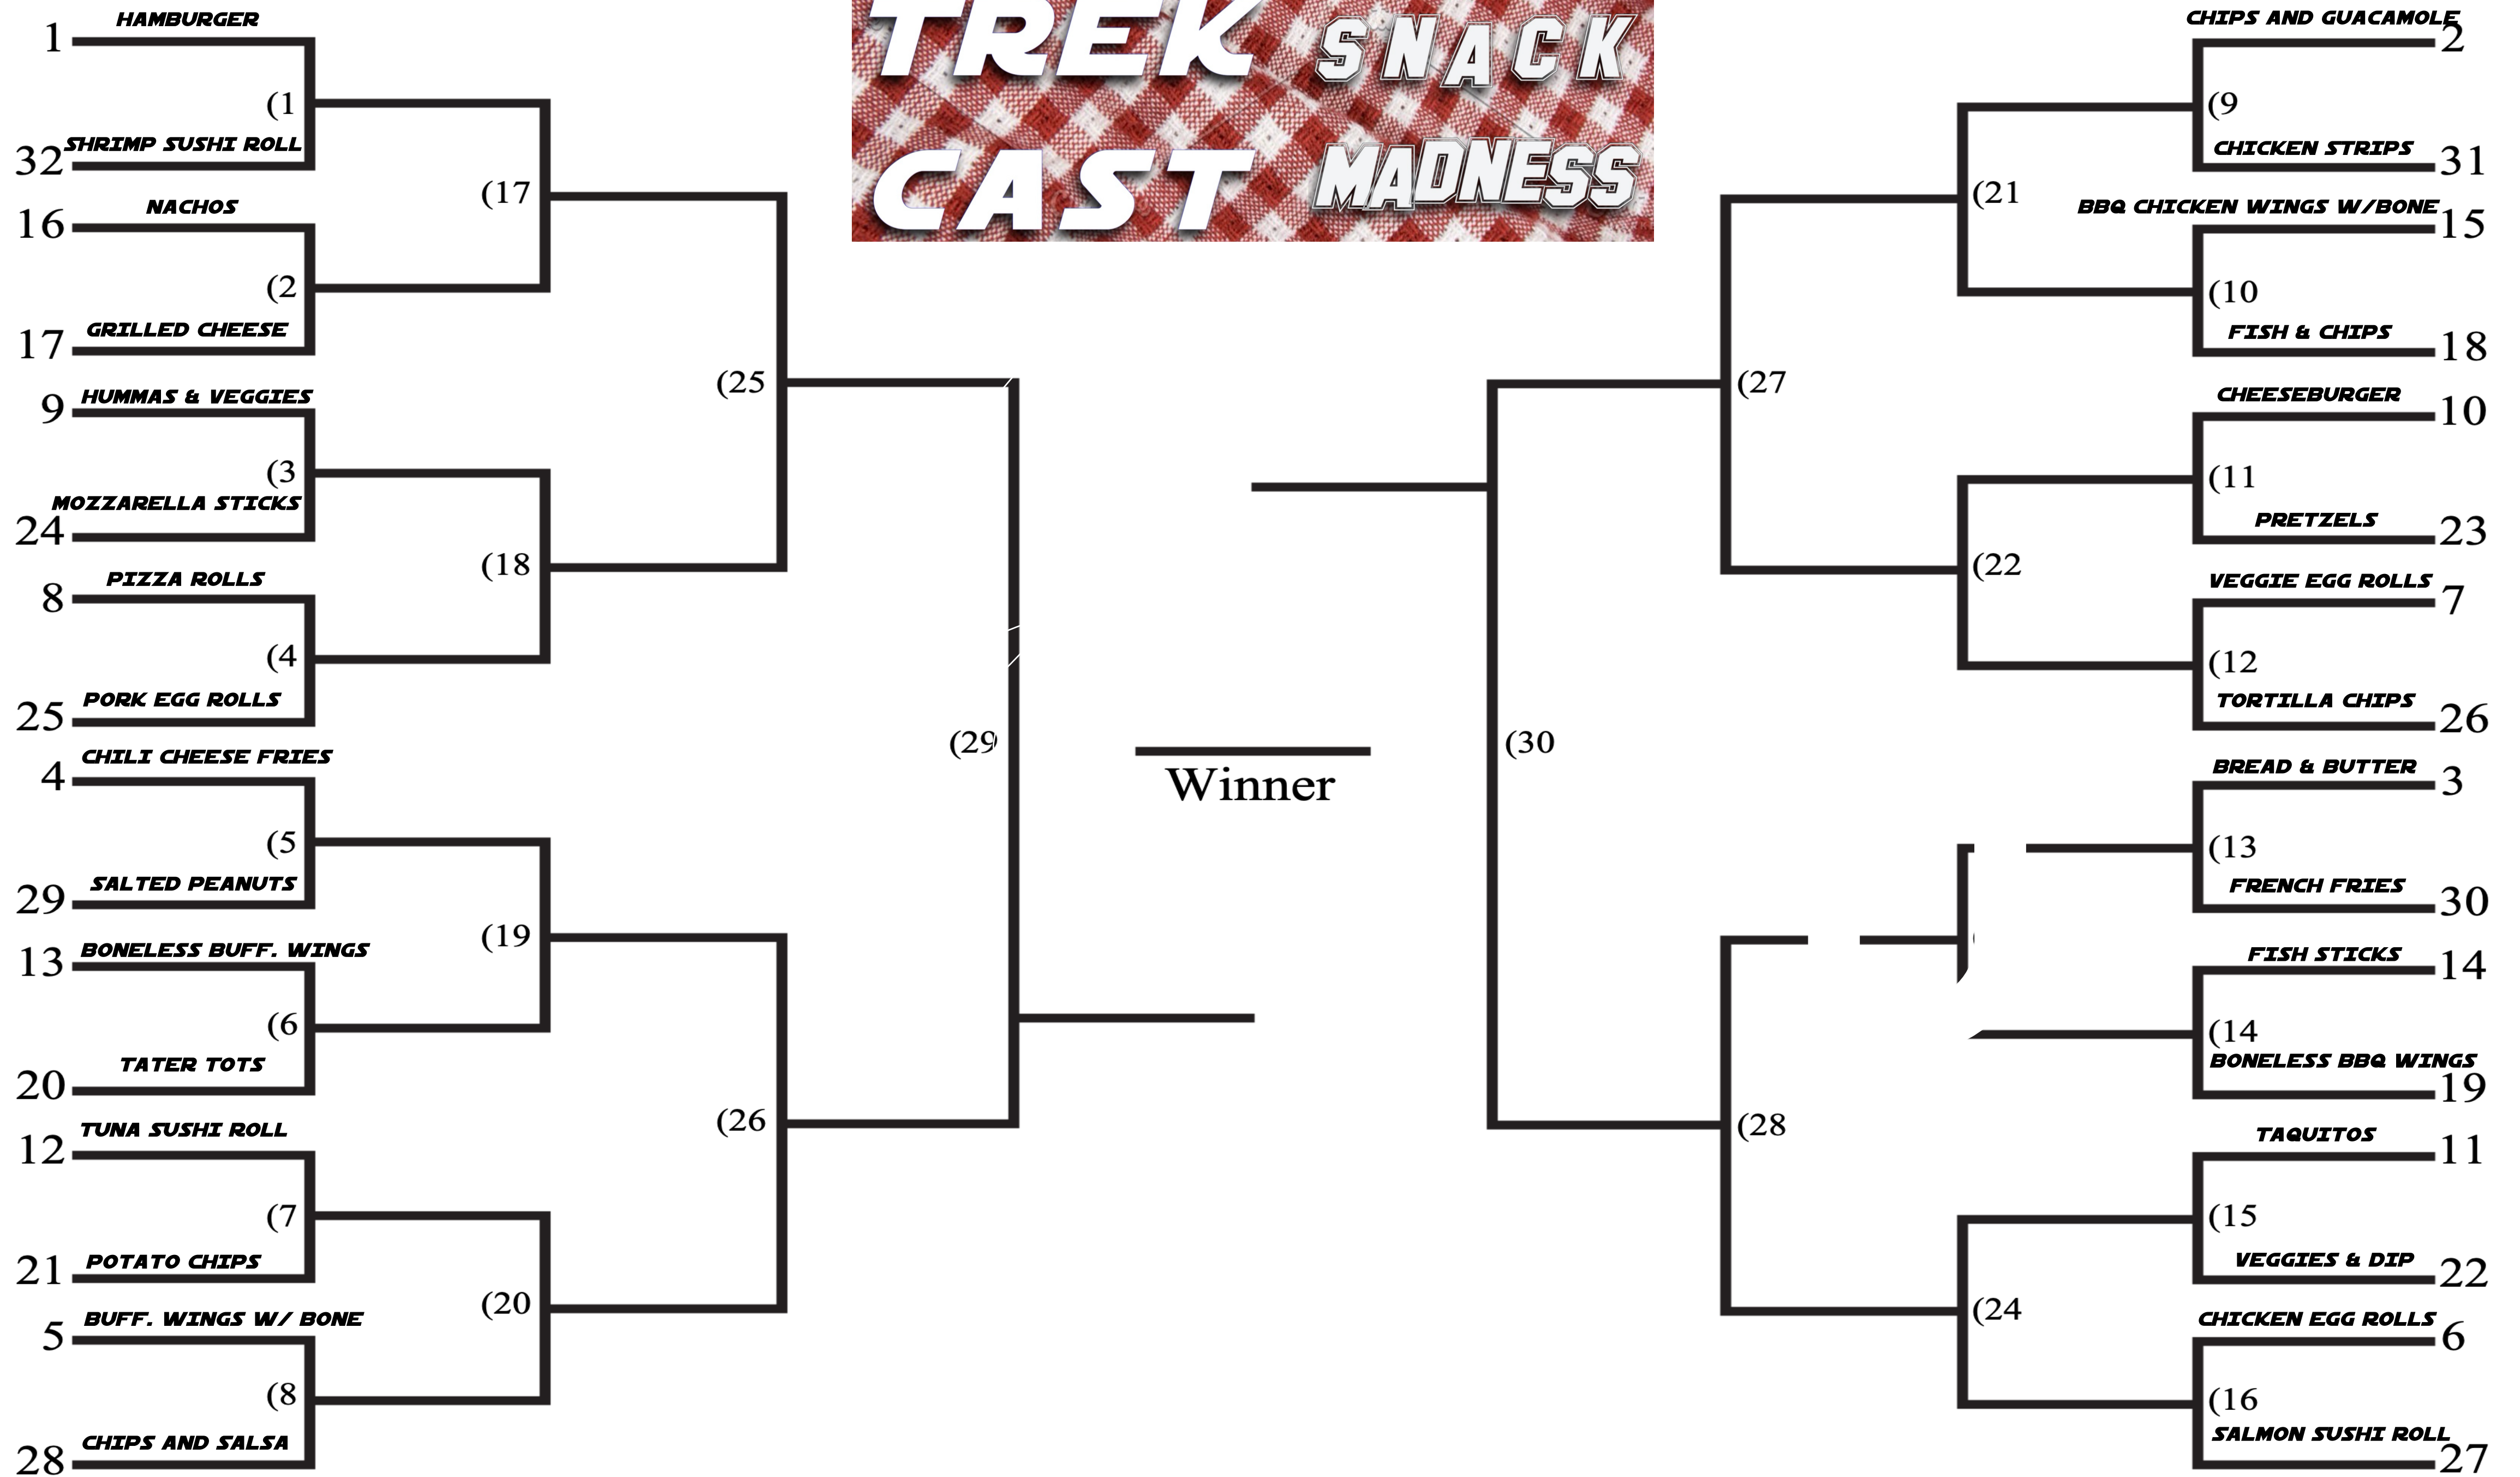 TREK SNACK
CAST MADNESS
1 HAMBURGER
(1
32 SHRIMP SUSHI ROLL
(17
16 NACHOS
(2
17 GRILLED CHEESE
(25
9 HUMMAS & VEGGIES
(3
24 MOZZARELLA STICKS
(18
8 PIZZA ROLLS
(4
25 PORK EGG ROLLS
(29
4 CHILI CHEESE FRIES
(5
29 SALTED PEANUTS
(19
13 BONELESS BUFF. WINGS
(6
20 TATER TOTS
(26
12 TUNA SUSHI ROLL
(7
21 POTATO CHIPS
(20
5 BUFF. WINGS W/ BONE
(8
28 CHIPS AND SALSA
Winner
CHIPS AND GUACAMOLE 2
(9
CHICKEN STRIPS 31
(21
BBQ CHICKEN WINGS W/BONE 15
(10
FISH & CHIPS 18
(27
CHEESEBURGER 10
(11
PRETZELS 23
(22
VEGGIE EGG ROLLS 7
(12
TORTILLA CHIPS 26
(30
BREAD & BUTTER 3
(13
FRENCH FRIES 30
FISH STICKS 14
(14
BONELESS BBQ WINGS 19
(28
TAQUITOS 11
(15
VEGGIES & DIP 22
(24
CHICKEN EGG ROLLS 6
(16
SALMON SUSHI ROLL 27